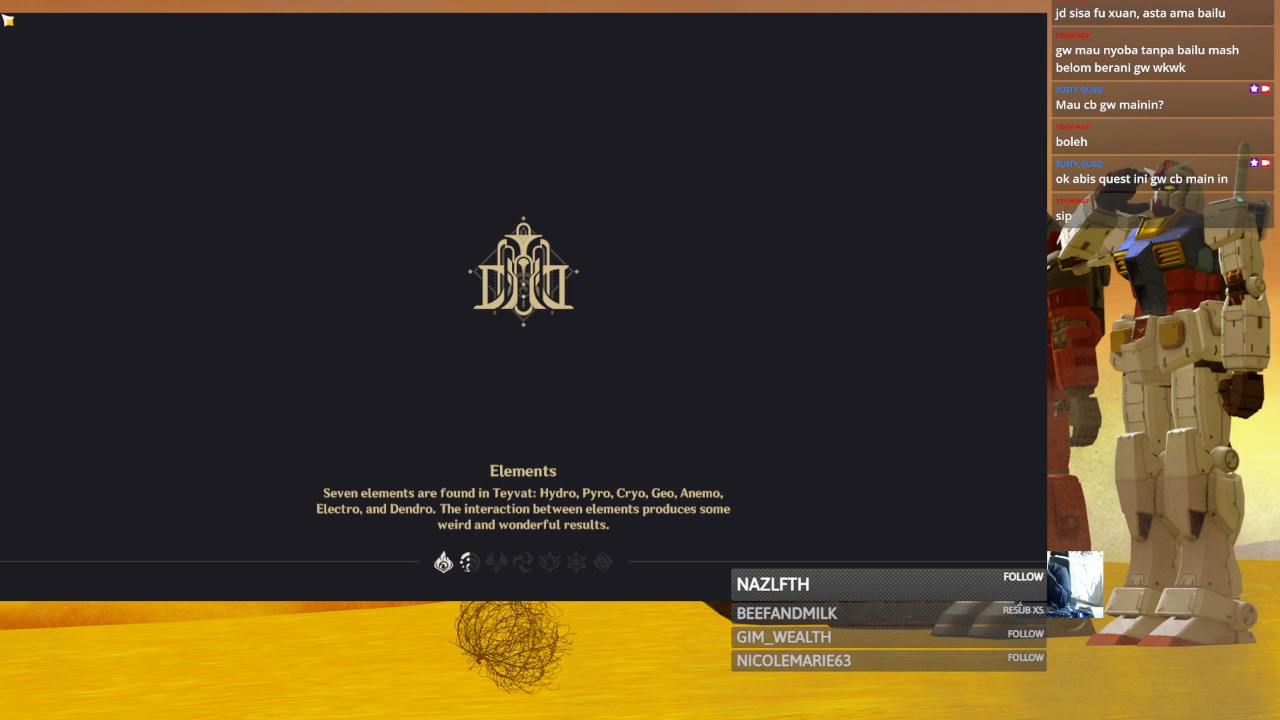 jd sisa fu xuan, asta ama bailu
gw mau nyoba tanpa bailu mash
belom berani gw wkwk
RUSTY_QUAQ
Mau cb gw mainin?
boleh
RUSTY_QUAQ
ok abis quest ini gw cb main in
sip
Elements
Seven elements are found in Teyvat: Hydro, Pyro, Cryo, Geo, Anemo,
Electro, and Dendro. The interaction between elements produces some
weird and wonderful results.
NAZLFTH FOLLOW
BEEFANDMILK RESUB X5
GIM_WEALTH FOLLOW
NICOLEMARIE63 FOLLOW